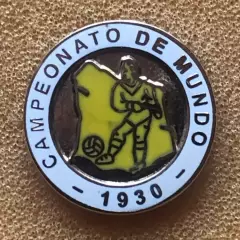 CAMPEONATO DE MUNDO
- 1930 -